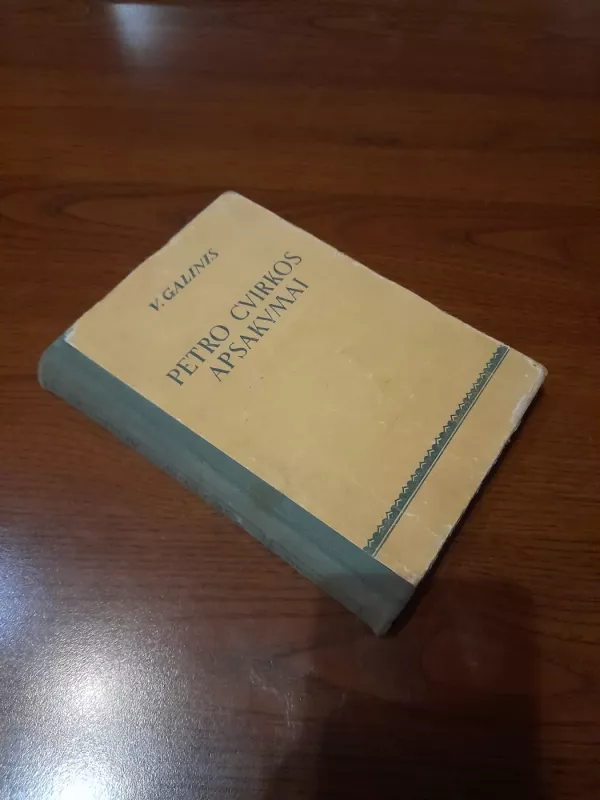 V. GALINIS
PETRO CVIRKOS
APSAKYMAI